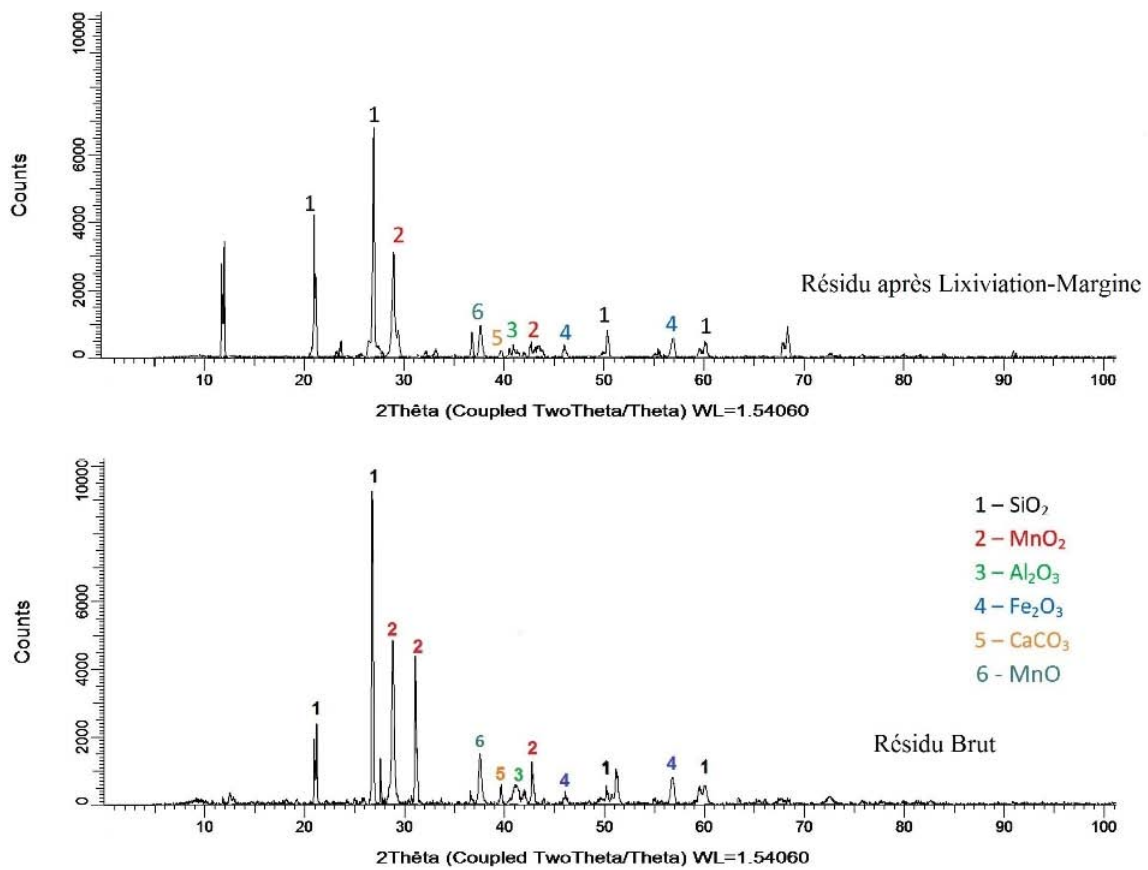 10000
6000
4000
2000
0
Counts
1
1
2
6
5
3
2
4
1
4
1
Résidu après Lixiviation-Margine
10 20 30 40 50 60 70 80 90 100
2Thêta (Coupled TwoTheta/Theta) WL=1.54060
10000
6000
4000
2000
0
Counts
1
1
2
2
6
5
3
2
4
1
4
1
1 – SiO₂
2 – MnO₂
3 – Al₂O₃
4 – Fe₂O₃
5 – CaCO₃
6 - MnO
Résidu Brut
10 20 30 40 50 60 70 80 90 100
2Thêta (Coupled TwoTheta/Theta) WL=1.54060